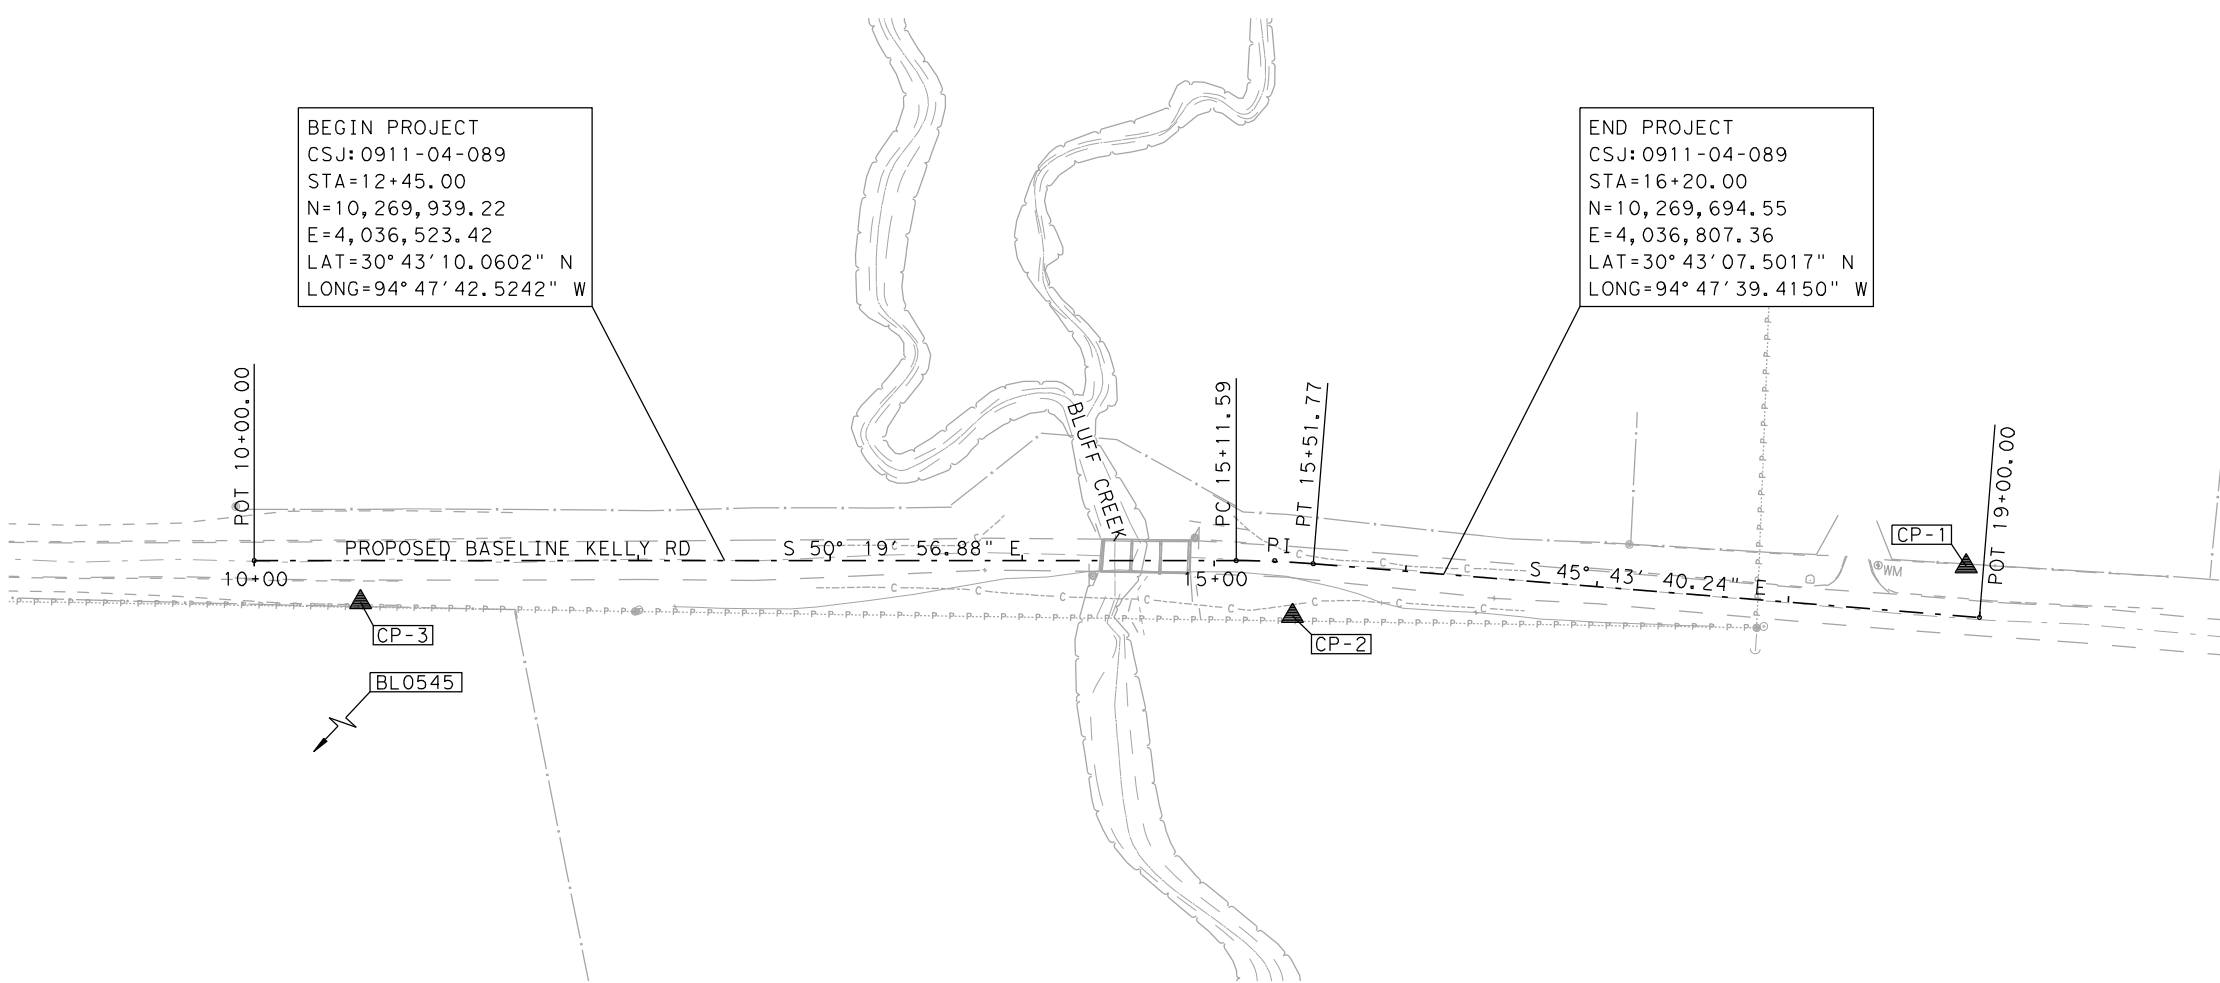 BEGIN PROJECT
CSJ:0911-04-089
STA=12+45.00
N=10,269,939.22
E=4,036,523.42
LAT=30°43'10.0602" N
LONG=94°47'42.5242" W
END PROJECT
CSJ:0911-04-089
STA=16+20.00
N=10,269,694.55
E=4,036,807.36
LAT=30°43'07.5017" N
LONG=94°47'39.4150" W
POT 10+00.00
BLUFF CREEK
PC 15+11.59
PT 15+51.77
POT 19+00.00
PROPOSED BASELINE KELLY RD
S 50° 19' 56.88" E
PI
S 45° 43' 40.24" E
10+00
15+00
CP-1
WM
CP-3
CP-2
BL0545